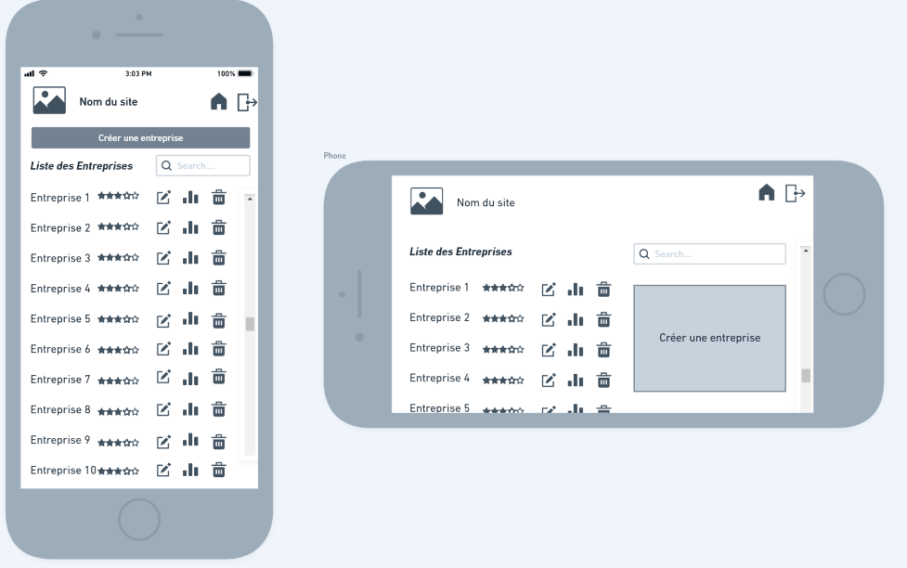 3:03 PM
100%
Nom du site
Créer une entreprise
Liste des Entreprises
Search...
Entreprise 1
Entreprise 2
Entreprise 3
Entreprise 4
Entreprise 5
Entreprise 6
Entreprise 7
Entreprise 8
Entreprise 9
Entreprise 10
Phone
Nom du site
Liste des Entreprises
Search...
Entreprise 1
Entreprise 2
Entreprise 3
Entreprise 4
Entreprise 5
Créer une entreprise